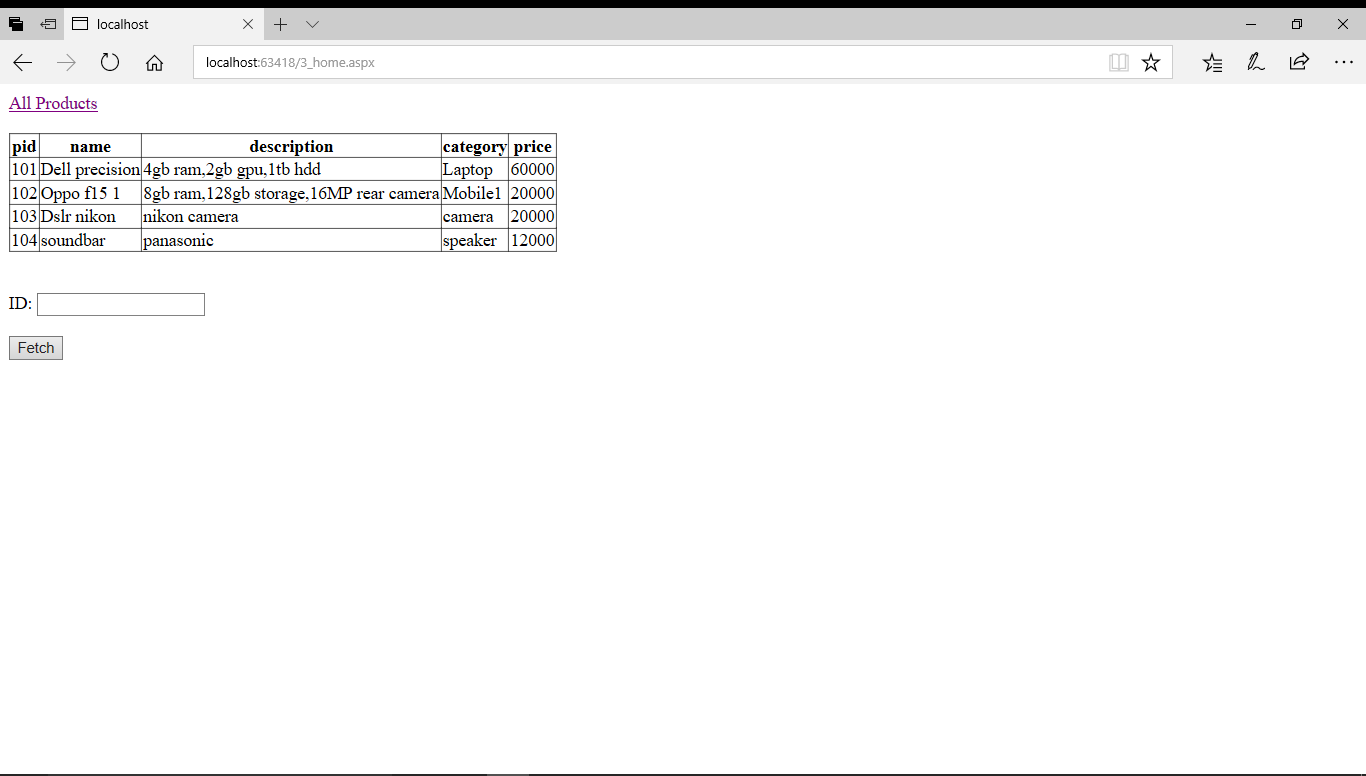 localhost
localhost:63418/3_home.aspx
All Products
pid name description category price
101 Dell precision 4gb ram,2gb gpu,1tb hdd Laptop 60000
102 Oppo f15 1 8gb ram,128gb storage,16MP rear camera Mobile1 20000
103 Dslr nikon nikon camera camera 20000
104 soundbar panasonic speaker 12000
ID:
Fetch